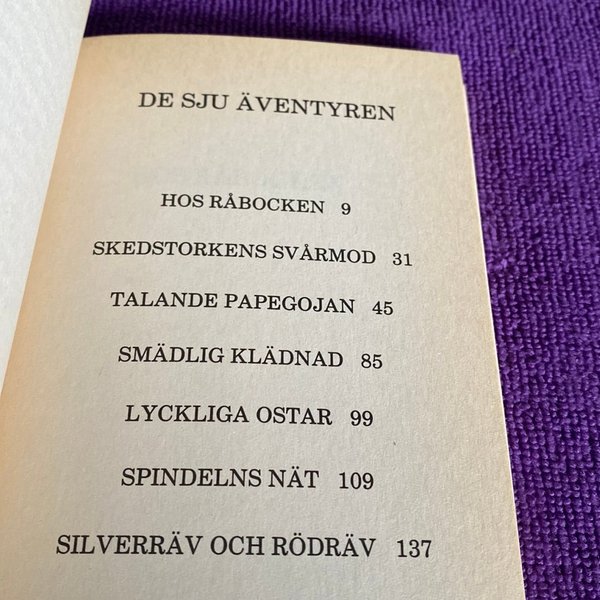 DE SJU ÄVENTYREN
HOS RÅBOCKEN 9
SKEDSTORKENS SVÅRMOD 31
TALANDE PAPEGOJAN 45
SMÄDLIG KLÄDNAD 85
LYCKLIGA OSTAR 99
SPINDELNS NÄT 109
SILVERRÄV OCH RÖDRÄV 137